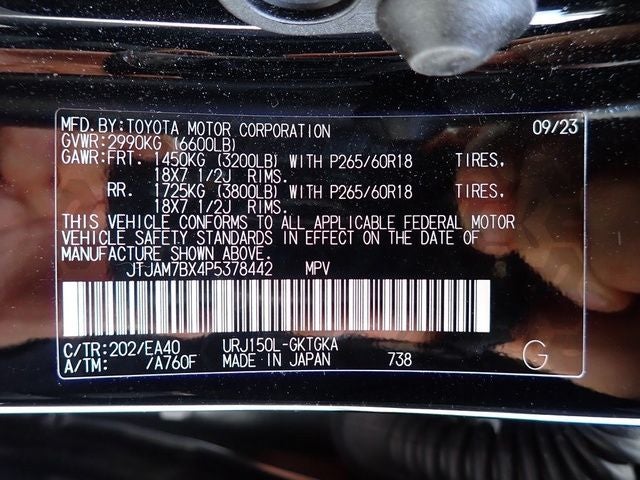 MFD.BY:TOYOTA MOTOR CORPORATION 09/23
GVWR:2990KG (6600LB)
GAWR:FRT. 1450KG (3200LB) WITH P265/60R18 TIRES.
18X7 1/2J RIMS.
RR. 1725KG (3800LB) WITH P265/60R18 TIRES.
18X7 1/2J RIMS.
THIS VEHICLE CONFORMS TO ALL APPLICABLE FEDERAL MOTOR
VEHICLE SAFETY STANDARDS IN EFFECT ON THE DATE OF
MANUFACTURE SHOWN ABOVE.
JTJAM7BX4P5378442 MPV
C/TR:202/EA40 URJ150L-GKTGKA
A/TM: /A760F MADE IN JAPAN 738 G